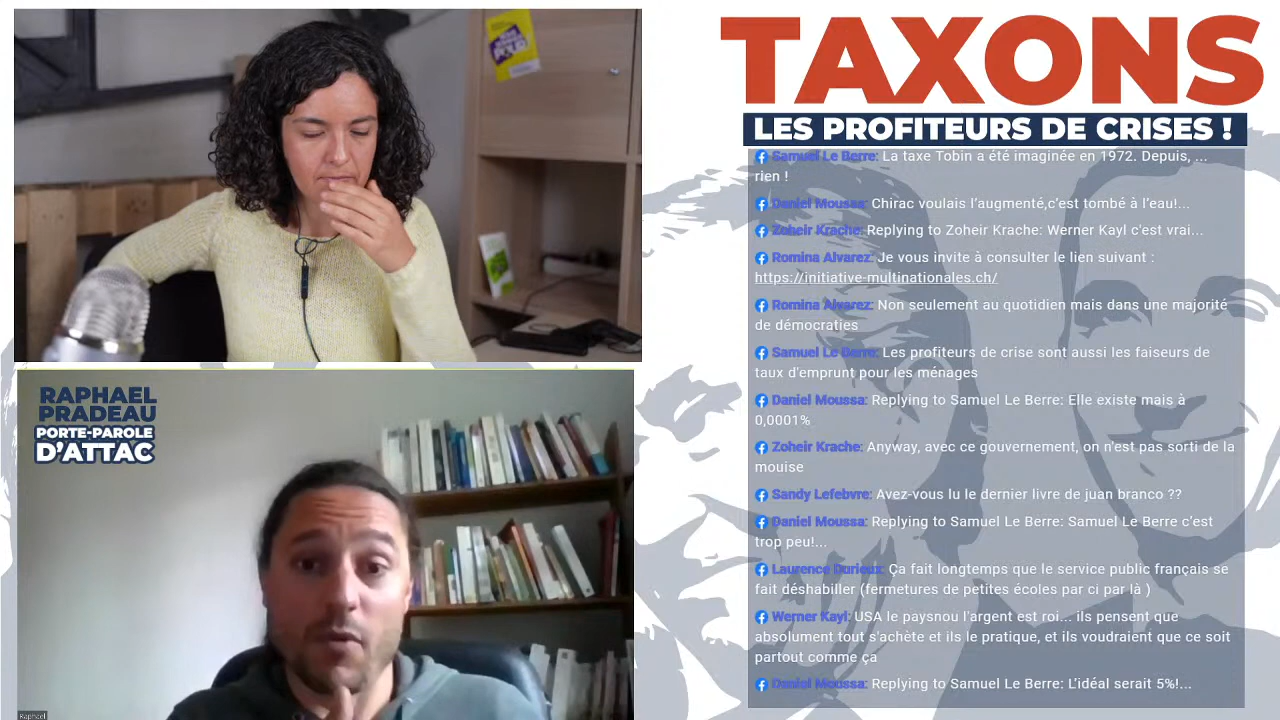 TAXONS
LES PROFITEURS DE CRISES !
RAPHAEL
PRADEAU
PORTE-PAROLE
D'ATTAC
Raphael
Samuel Le Berre: La taxe Tobin a été imaginée en 1972. Depuis, ...
rien !
Daniel Moussa: Chirac voulais l'augmenté,c'est tombé à l'eau!...
Zoheir Krache: Replying to Zoheir Krache: Werner Kayl c'est vrai...
Romina Alvarez: Je vous invite à consulter le lien suivant :
https://initiative-multinationales.ch/
Romina Alvarez: Non seulement au quotidien mais dans une majorité
de démocraties
Samuel Le Berre: Les profiteurs de crise sont aussi les faiseurs de
taux d'emprunt pour les ménages
Daniel Moussa: Replying to Samuel Le Berre: Elle existe mais à
0,0001%
Zoheir Krache: Anyway, avec ce gouvernement, on n'est pas sorti de la
mouise
Sandy Lefebvre: Avez-vous lu le dernier livre de juan branco ??
Daniel Moussa: Replying to Samuel Le Berre: Samuel Le Berre c'est
trop peu!...
Laurence Durioux: Ça fait longtemps que le service public français se
fait déshabiller (fermetures de petites écoles par ci par là )
Werner Kayl: USA le paysnou l'argent est roi... ils pensent que
absolument tout s'achète et ils le pratique, et ils voudraient que ce soit
partout comme ça
Daniel Moussa: Replying to Samuel Le Berre: L'idéal serait 5%!...